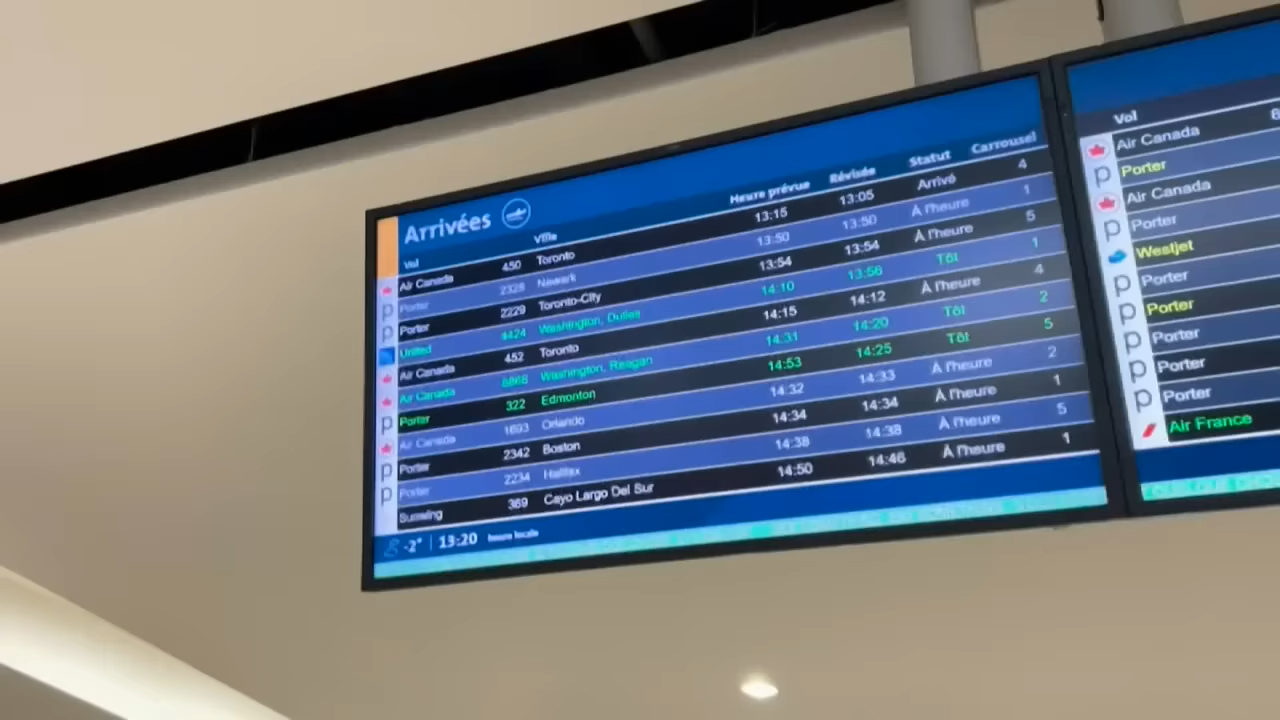 Arrivées
Vol Ville Heure prévue Révisée Statut Carrousel
Air Canada 450 Toronto 13:15 13:05 Arrivé 4
Porter 2328 Newark 13:50 13:50 À l'heure 1
Porter 2229 Toronto-City 13:54 13:54 À l'heure 5
United 4424 Washington, Dulles 14:10 13:56 Tôt 1
Air Canada 452 Toronto 14:15 14:12 À l'heure 4
Air Canada 8868 Washington, Reagan 14:31 14:20 Tôt 2
Porter 322 Edmonton 14:53 14:25 Tôt 5
Air Canada 1693 Orlando 14:32 14:33 À l'heure 2
Porter 2342 Boston 14:34 14:34 À l'heure 1
Porter 2234 Halifax 14:38 14:38 À l'heure 5
Sunwing 369 Cayo Largo Del Sur 14:50 14:46 À l'heure 1
-2° 13:20 heure locale
Vol
Air Canada
Porter
Air Canada
Porter
Westjet
Porter
Porter
Porter
Porter
Porter
Air France